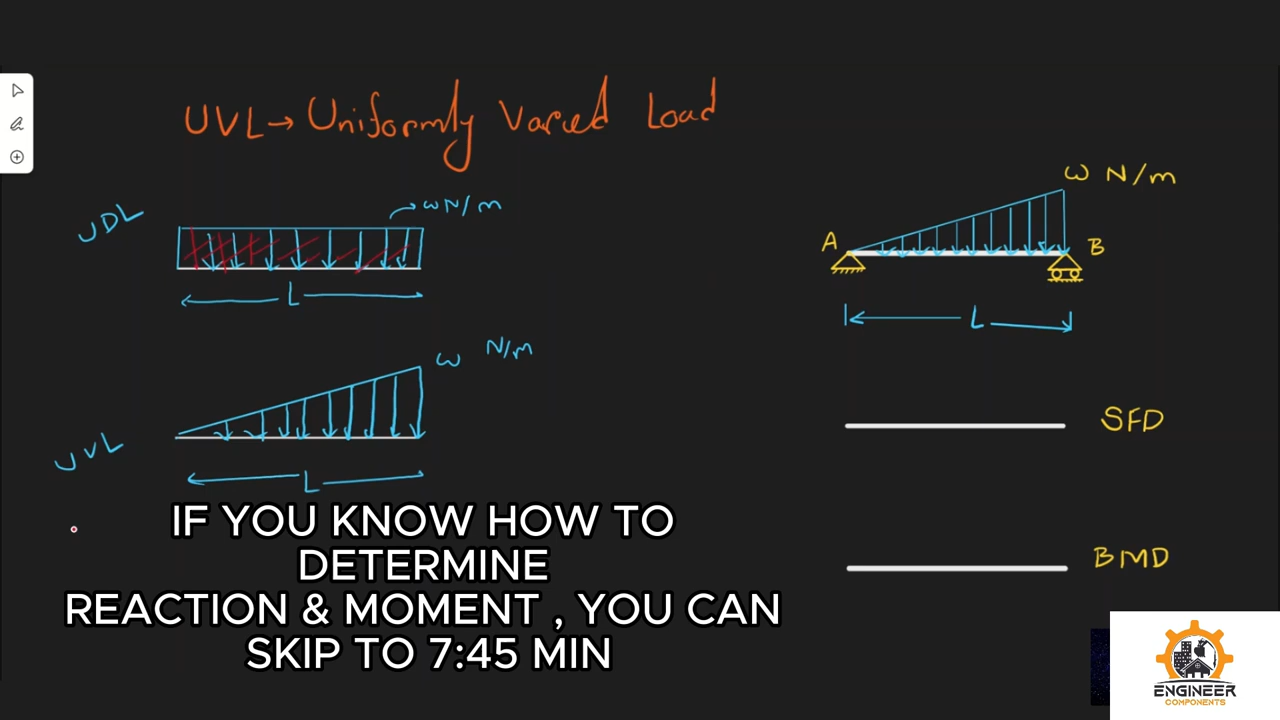 UVL → Uniformly Varied Load
UDL
ωN/m
L
UVL
ω N/m
L
ω N/m
A
B
L
SFD
BMD
IF YOU KNOW HOW TO
DETERMINE
REACTION & MOMENT , YOU CAN
SKIP TO 7:45 MIN
ENGINEER
COMPONENTS